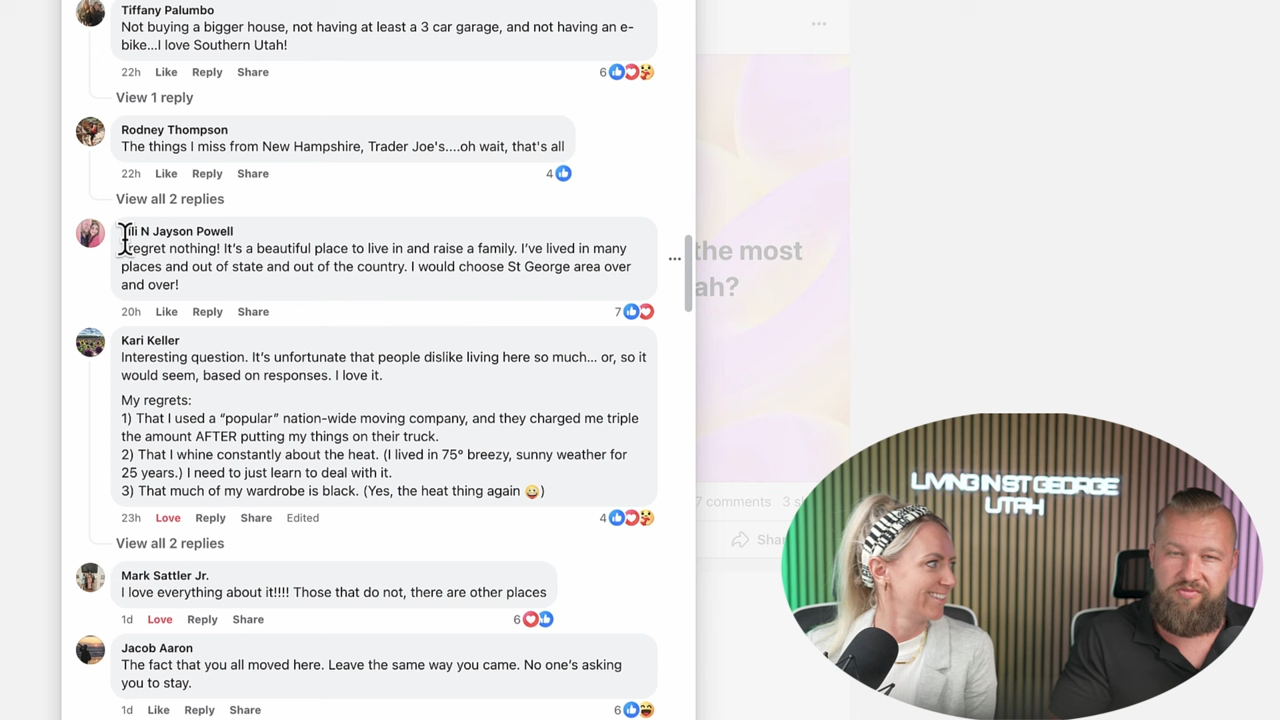 Tiffany Palumbo
Not buying a bigger house, not having at least a 3 car garage, and not having an e-
bike...I love Southern Utah!
22h Like Reply Share 6
View 1 reply
Rodney Thompson
The things I miss from New Hampshire, Trader Joe's....oh wait, that's all
22h Like Reply Share 4
View all 2 replies
N Jayson Powell
regret nothing! It's a beautiful place to live in and raise a family. I've lived in many
places and out of state and out of the country. I would choose St George area over
and over!
20h Like Reply Share 7
Kari Keller
Interesting question. It's unfortunate that people dislike living here so much... or, so it
would seem, based on responses. I love it.
My regrets:
1) That I used a “popular” nation-wide moving company, and they charged me triple
the amount AFTER putting my things on their truck.
2) That I whine constantly about the heat. (I lived in 75° breezy, sunny weather for
25 years.) I need to just learn to deal with it.
3) That much of my wardrobe is black. (Yes, the heat thing again 😀)
23h Love Reply Share Edited 4
View all 2 replies
Mark Sattler Jr.
I love everything about it!!!! Those that do not, there are other places
1d Love Reply Share 6
Jacob Aaron
The fact that you all moved here. Leave the same way you came. No one's asking
you to stay.
1d Like Reply Share 6
the most
ah?
7 comments 3 s
Shar
LIVING IN ST GEORGE
UTAH